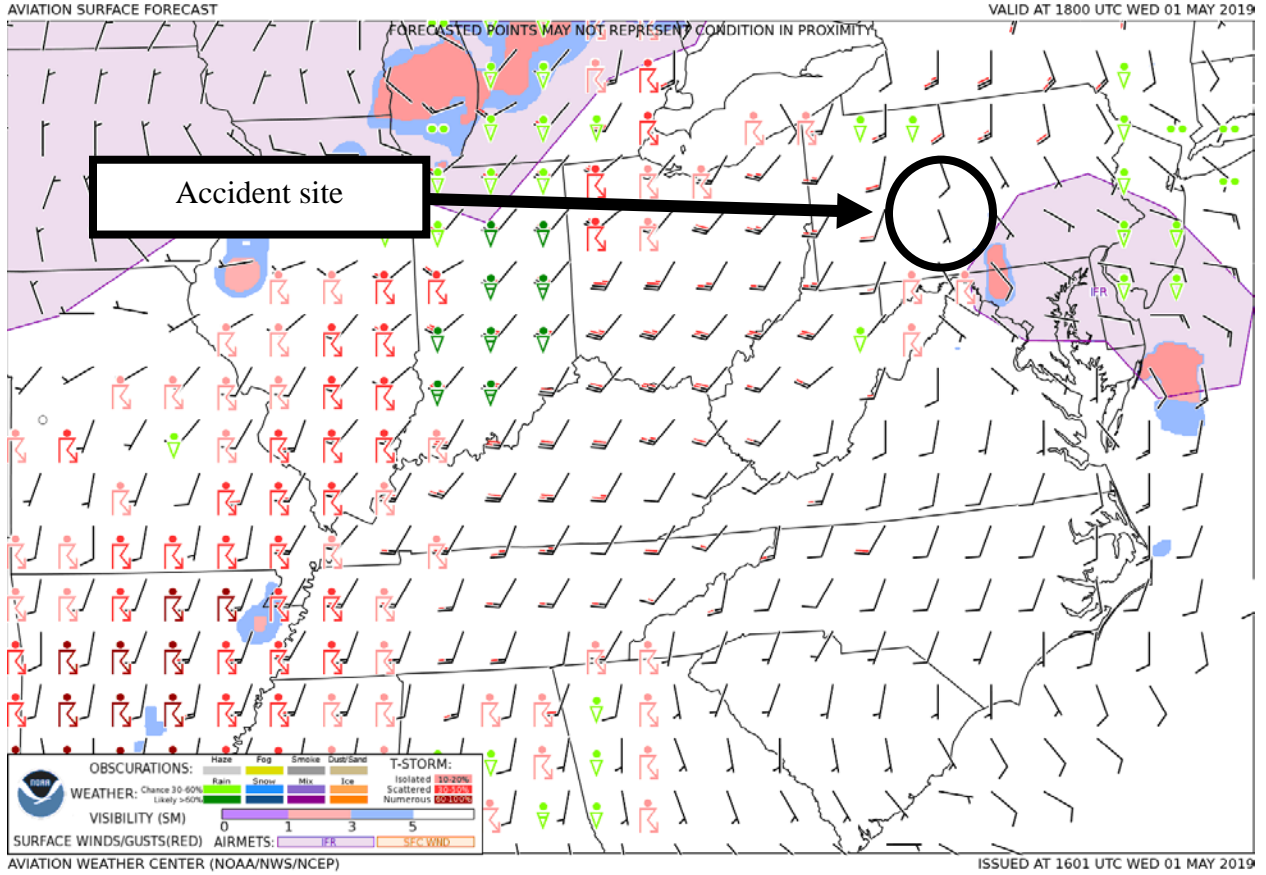 AVIATION SURFACE FORECAST
VALID AT 1800 UTC WED 01 MAY 2019
FORECASTED POINTS MAY NOT REPRESENT CONDITION IN PROXIMITY
Accident site
IFR
OBSCURATIONS: Haze Fog Smoke Dust/Sand
T-STORM:
WEATHER: Rain Snow Mix Ice
Chance 30-60%
Likely >60%
Isolated 10-20%
Scattered 30-50%
Numerous 60-100%
VISIBILITY (SM) 0 1 3 5
SURFACE WINDS/GUSTS(RED) AIRMETS: IFR SFC WND
NOAA
AVIATION WEATHER CENTER (NOAA/NWS/NCEP)
ISSUED AT 1601 UTC WED 01 MAY 2019